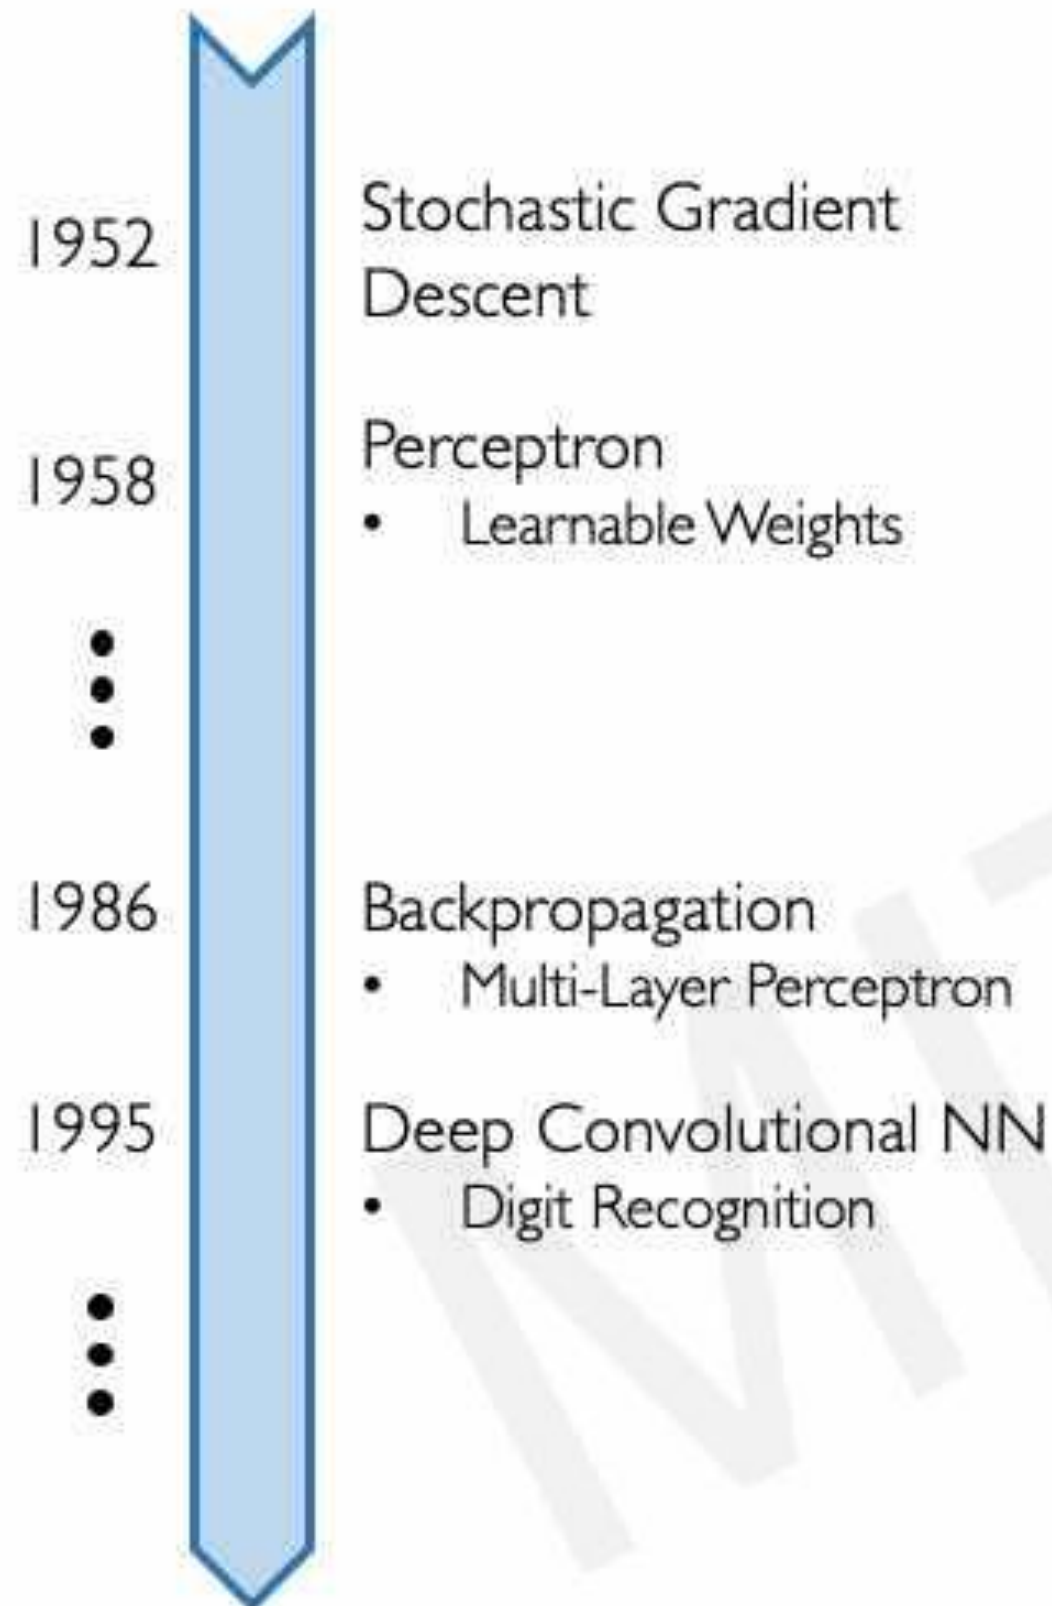 1952
Stochastic Gradient
Descent
1958
Perceptron
• Learnable Weights
1986
Backpropagation
• Multi-Layer Perceptron
1995
Deep Convolutional NN
• Digit Recognition